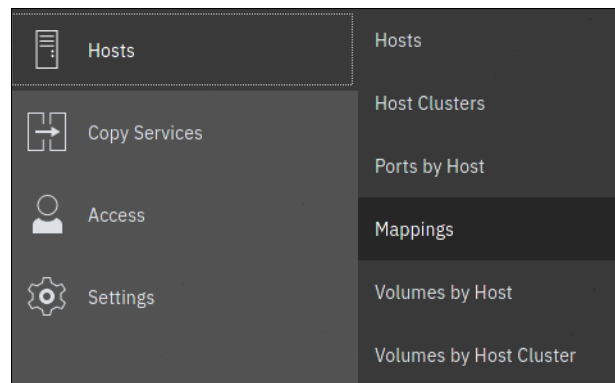 Hosts
Copy Services
Access
Settings
Hosts
Host Clusters
Ports by Host
Mappings
Volumes by Host
Volumes by Host Cluster